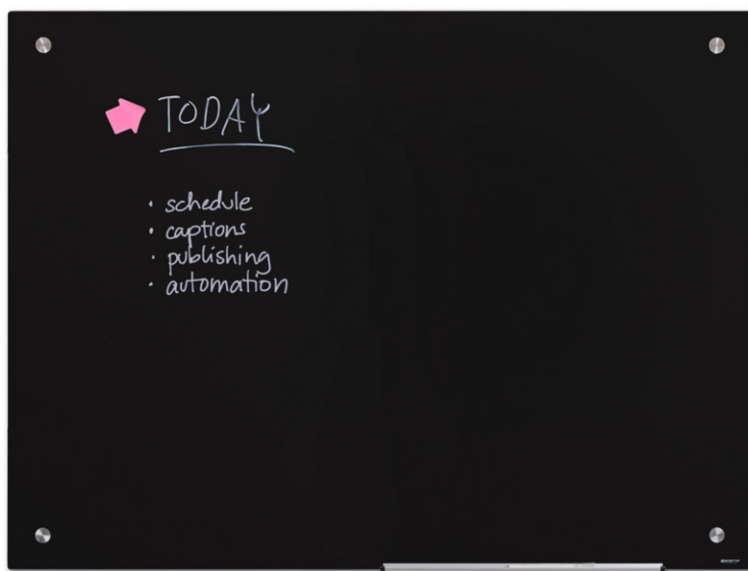 TODAY
• schedule
• captions
• publishing
• automation